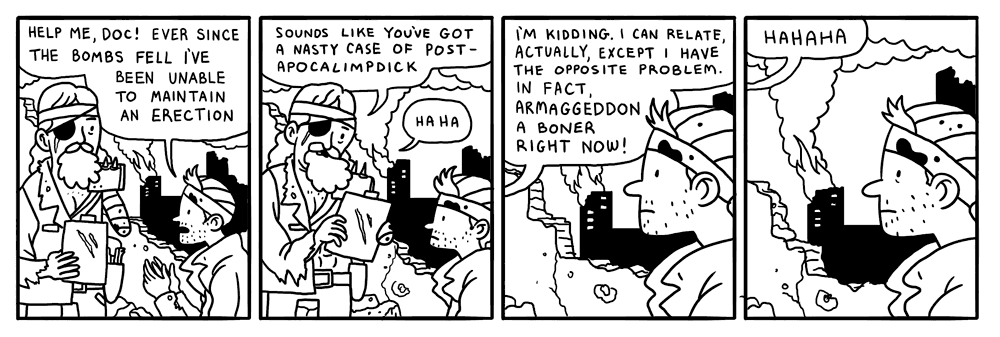 HELP ME, DOC! EVER SINCE
THE BOMBS FELL I'VE
BEEN UNABLE
TO MAINTAIN
AN ERECTION
SOUNDS LIKE YOU'VE GOT
A NASTY CASE OF POST-
APOCALIMPDICK
HA HA
I'M KIDDING. I CAN RELATE,
ACTUALLY, EXCEPT I HAVE
THE OPPOSITE PROBLEM.
IN FACT,
ARMAGGEDDON
A BONER
RIGHT NOW!
HAHAHA